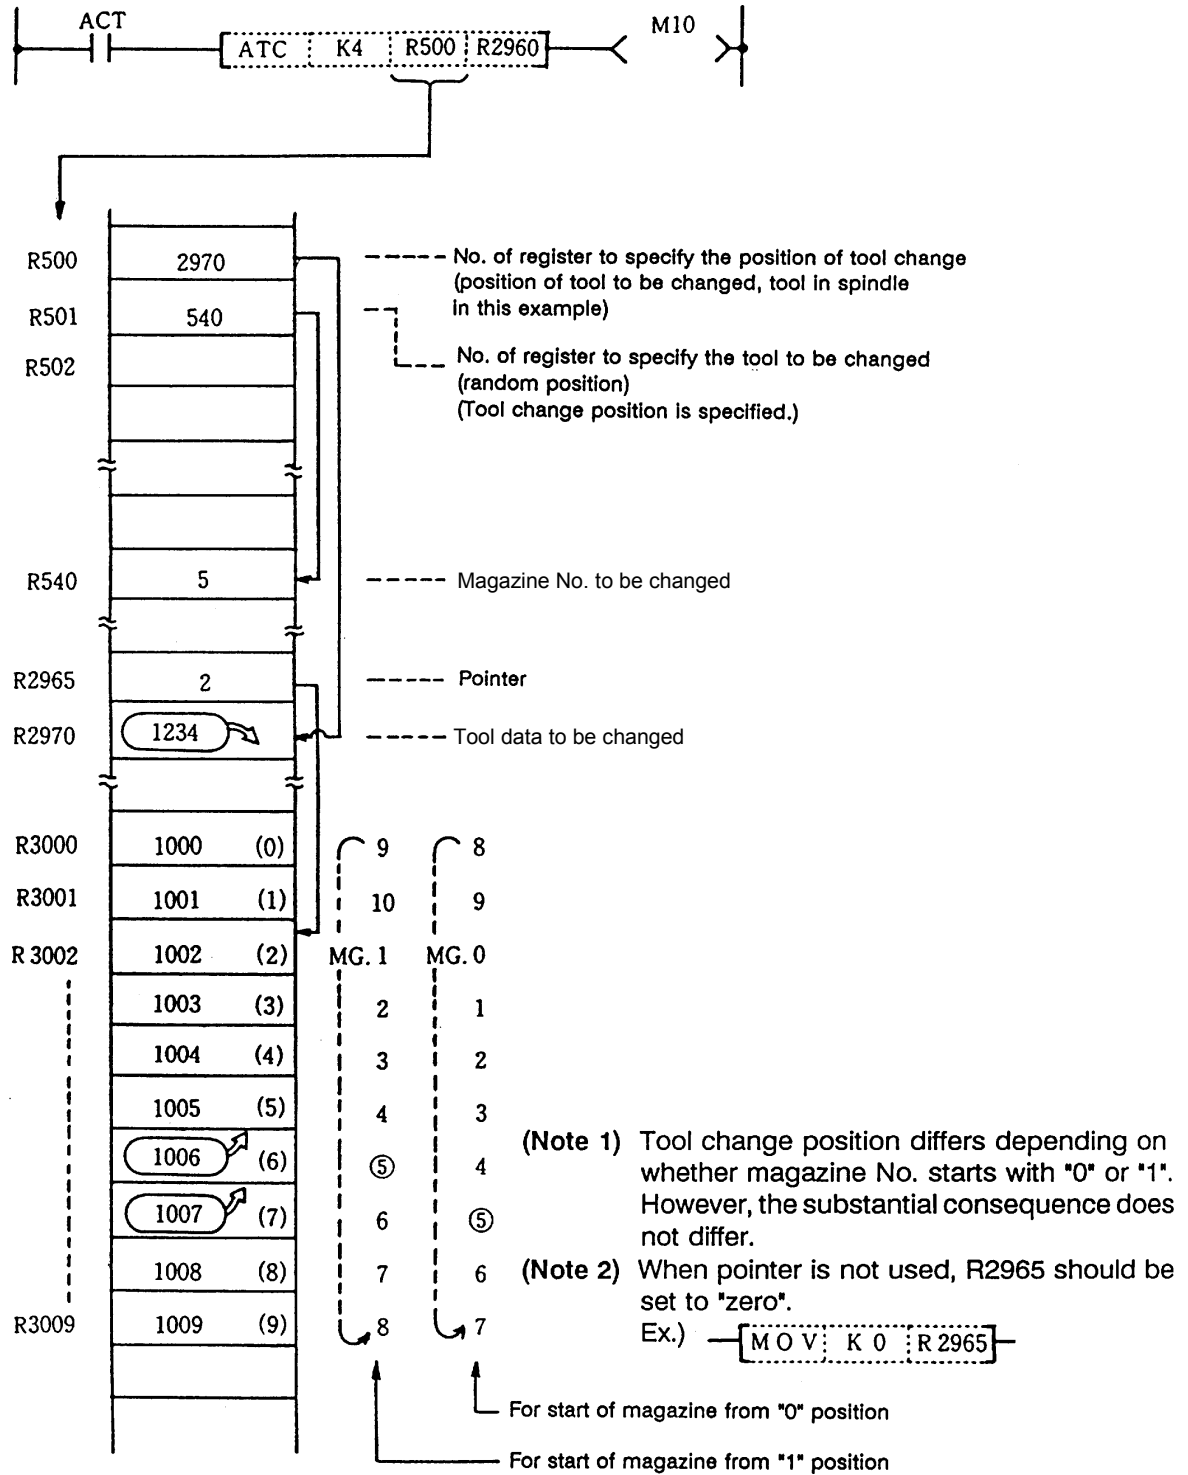 ACT
M10
ATC K4 R500 R2960
R500 2970 No. of register to specify the position of tool change
(position of tool to be changed, tool in spindle
in this example)
R501 540
R502
No. of register to specify the tool to be changed
(random position)
(Tool change position is specified.)
R540 5 Magazine No. to be changed
R2965 2 Pointer
R2970 1234 Tool data to be changed
R3000 1000 (0) 9 8
R3001 1001 (1) 10 9
R3002 1002 (2) MG. 1 MG. 0
1003 (3) 2 1
1004 (4) 3 2
1005 (5) 4 3
1006 (6) ⑤ 4
1007 (7) 6 ⑤
1008 (8) 7 6
R3009 1009 (9) 8 7
(Note 1) Tool change position differs depending on
whether magazine No. starts with "0" or "1".
However, the substantial consequence does
not differ.
(Note 2) When pointer is not used, R2965 should be
set to "zero".
Ex.) MOV K0 R2965
For start of magazine from "0" position
For start of magazine from "1" position